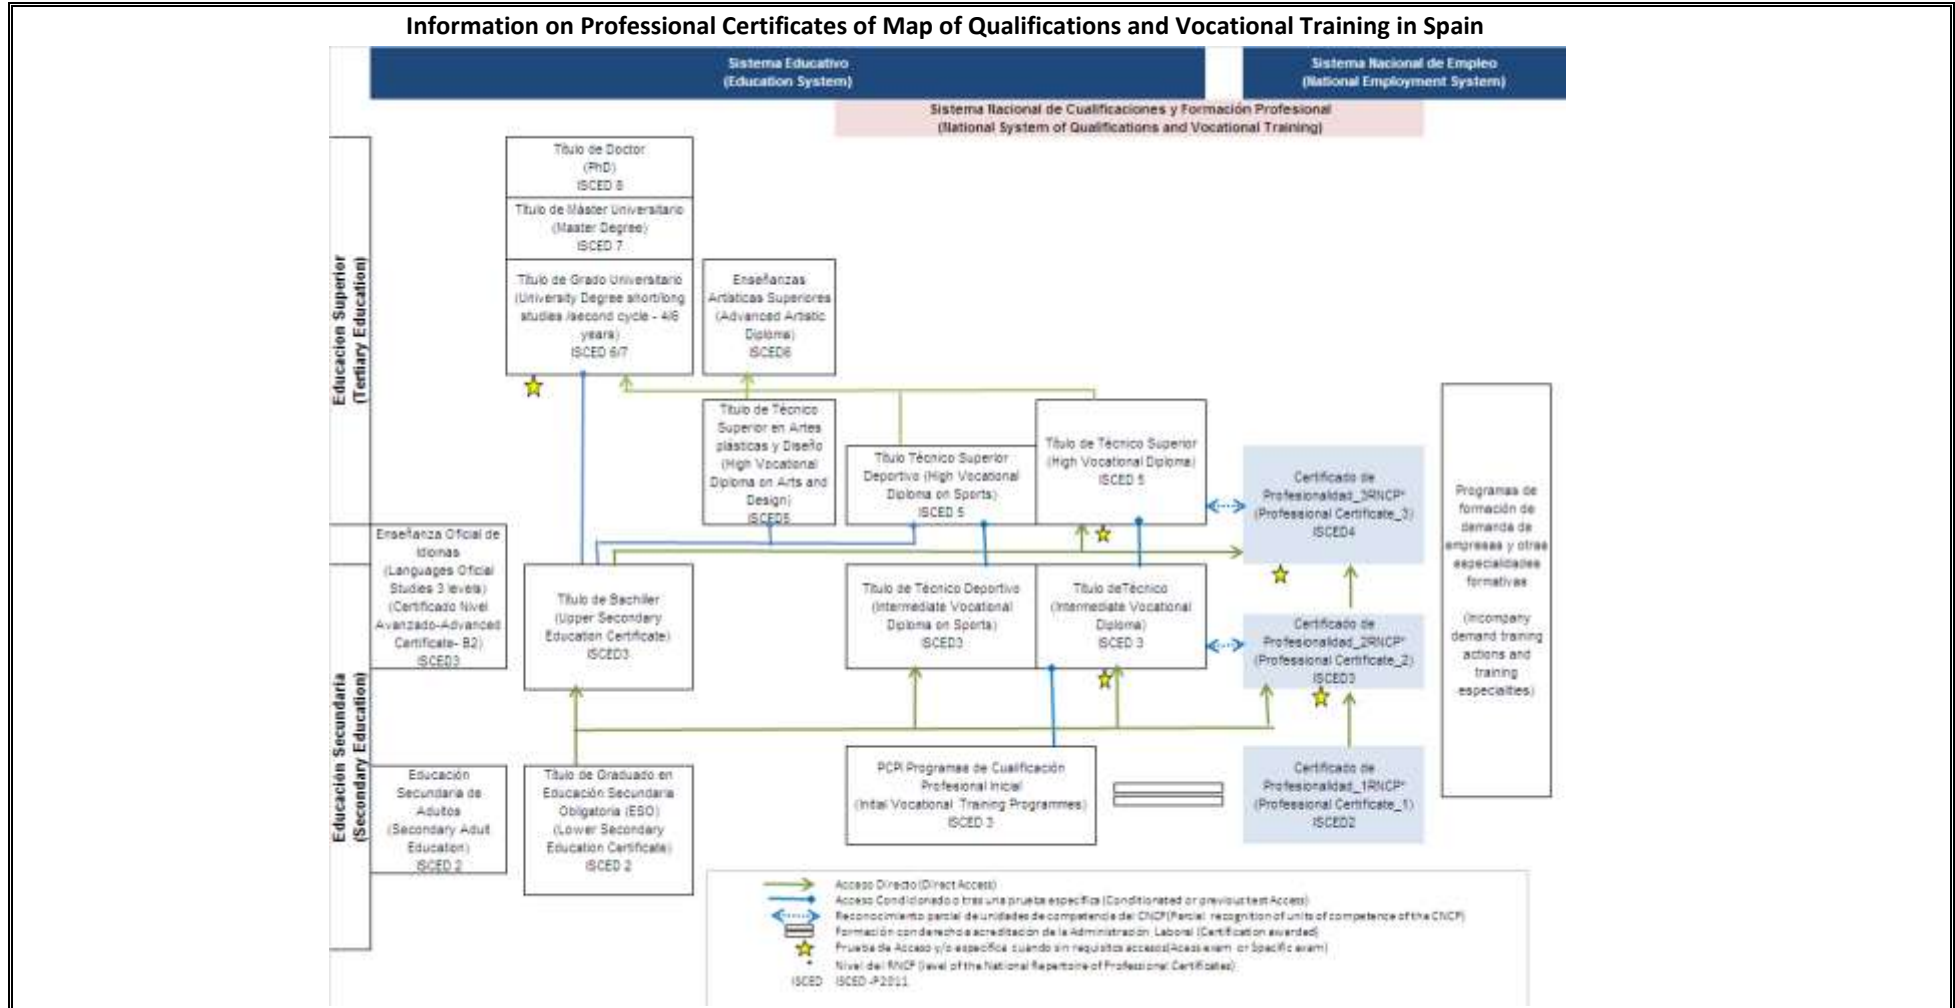 Information on Professional Certificates of Map of Qualifications and Vocational Training in Spain
Sistema Educativo
(Education System)
Sistema Nacional de Empleo
(National Employment System)
Sistema Nacional de Cualificaciones y Formación Profesional
(National System of Qualifications and Vocational Training)
Educacion Superior
(Tertiary Education)
Título de Doctor
(PhD)
ISCED 8
Título de Máster Universitario
(Master Degree)
ISCED 7
Título de Grado Universitario
(University Degree short/long
studies /second cycle - 4/6
years)
ISCED 6/7
Enseñanzas
Artísticas Superiores
(Advanced Artistic
Diploma)
ISCED6
Título de Técnico
Superior en Artes
plásticas y Diseño
(High Vocational
Diploma on Arts and
Design)
ISCED5
Título Técnico Superior
Deportivo (High Vocational
Diploma on Sports)
ISCED 5
Título de Técnico Superior
(High Vocational Diploma)
ISCED 5
Certificado de
Profesionalidad_3RNCP*
(Professional Certificate_3)
ISCED4
Programas de
formación de
demanda de
empresas y otras
especialidades
formativas
(Incompany
demand training
actions and
training
especialties)
Educación Secundaria
(Secondary Education)
Enseñanza Oficial de
Idiomas
(Languages Oficial
Studies 3 levels)
(Certificado Nivel
Avanzado-Advanced
Certificate- B2)
ISCED3
Título de Bachiller
(Upper Secondary
Education Certificate)
ISCED3
Título de Técnico Deportivo
(Intermediate Vocational
Diploma on Sports)
ISCED3
Título deTécnico
(Intermediate Vocational
Diploma)
ISCED 3
Certificado de
Profesionalidad_2RNCP*
(Professional Certificate_2)
ISCED3
Educación
Secundaria de
Adultos
(Secondary Adult
Education)
ISCED 2
Título de Graduado en
Educación Secundaria
Obligatoria (ESO)
(Lower Secondary
Education Certificate)
ISCED 2
PCPI Programas de Cualificación
Profesional Inicial
(Initial Vocational Training Programmes)
ISCED 3
Certificado de
Profesionalidad_1RNCP*
(Professional Certificate_1)
ISCED2
Acceso Directo (Direct Access)
Acceso Condicionado o tras una prueba específica (Conditionated or previous test Access)
Reconocimiento parcial de unidades de competencia del CNCP(Parcial recognition of units of competence of the CNCP)
Formación con derecho a acreditación de la Administración Laboral (Certification awarded)
Prueba de Acceso y/o específica cuando sin requisitos accesos(Acess exam or Specific exam)
* Nivel del RNCP (level of the National Repertoire of Professional Certificates)
ISCED ISCED -P2011